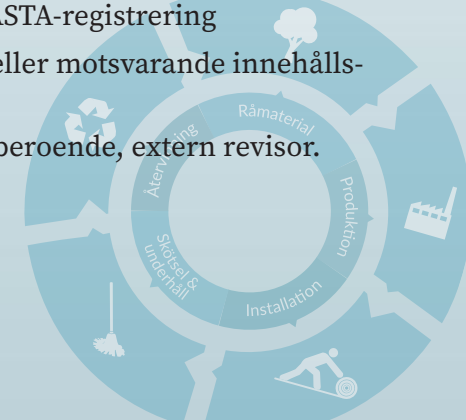 ASTA-registrering
eller motsvarande innehålls-
beroende, extern revisor.
Råmaterial
Produktion
Installation
Skötsel &
underhåll
Återvinning